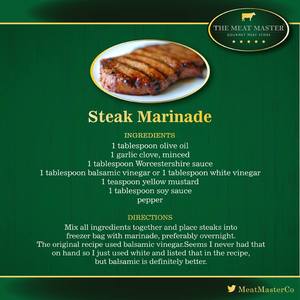 THE MEAT MASTER
GOURMET MEAT STORE
Steak Marinade
INGREDIENTS
1 tablespoon olive oil
1 garlic clove, minced
1 tablespoon Worcestershire sauce
1 tablespoon balsamic vinegar or 1 tablespoon white vinegar
1 teaspoon yellow mustard
1 tablespoon soy sauce
pepper
DIRECTIONS
Mix all ingredients together and place steaks into
freezer bag with marinade, preferably overnight.
The original recipe used balsamic vinegar.Seems I never had that
on hand so I just used white and listed that in the recipe,
but balsamic is definitely better.
MeatMasterCo